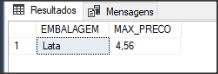 Resultados Mensagens
EMBALAGEM MAX_PRECO
1 Lata 4,56